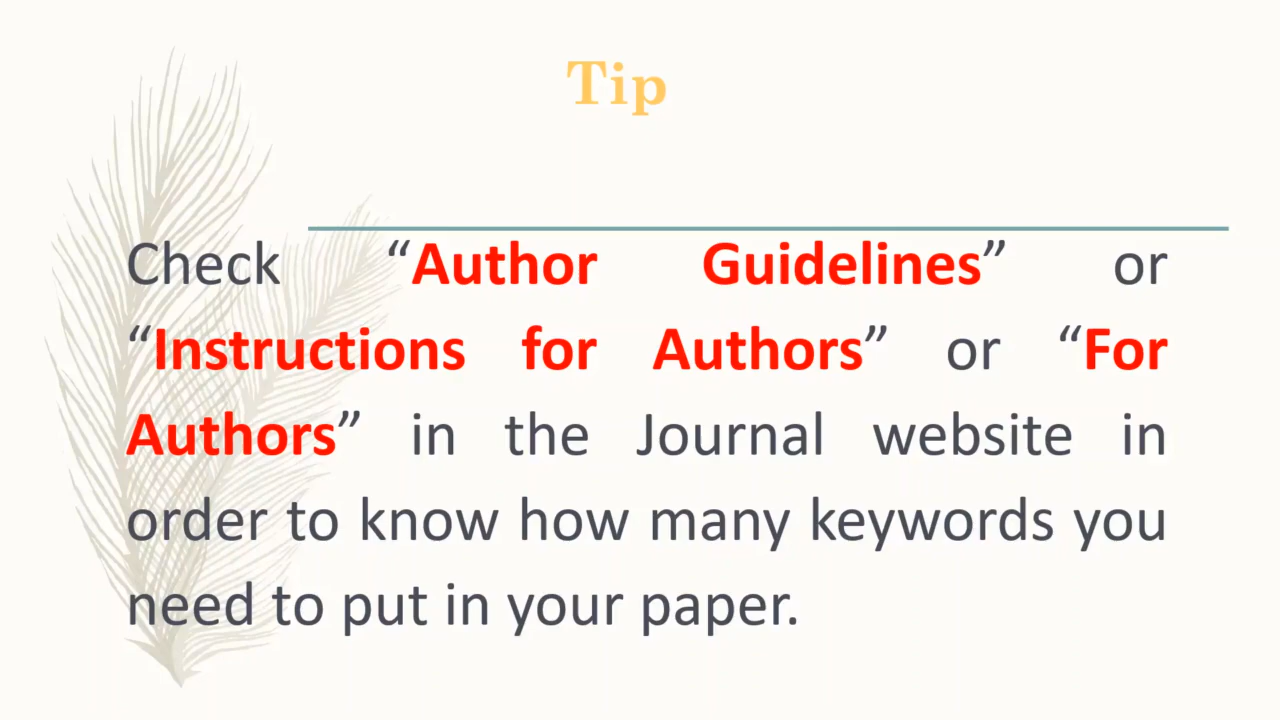 Tip
Check “Author Guidelines” or
“Instructions for Authors” or “For
Authors” in the Journal website in
order to know how many keywords you
need to put in your paper.